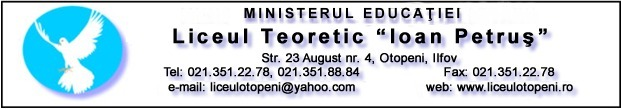 MINISTERUL EDUCAŢIEI
Liceul Teoretic “Ioan Petruş”
Str. 23 August nr. 4, Otopeni, Ilfov
Tel: 021.351.22.78, 021.351.88.84 Fax: 021.351.22.78
e-mail: liceulotopeni@yahoo.com web: www.liceulotopeni.ro